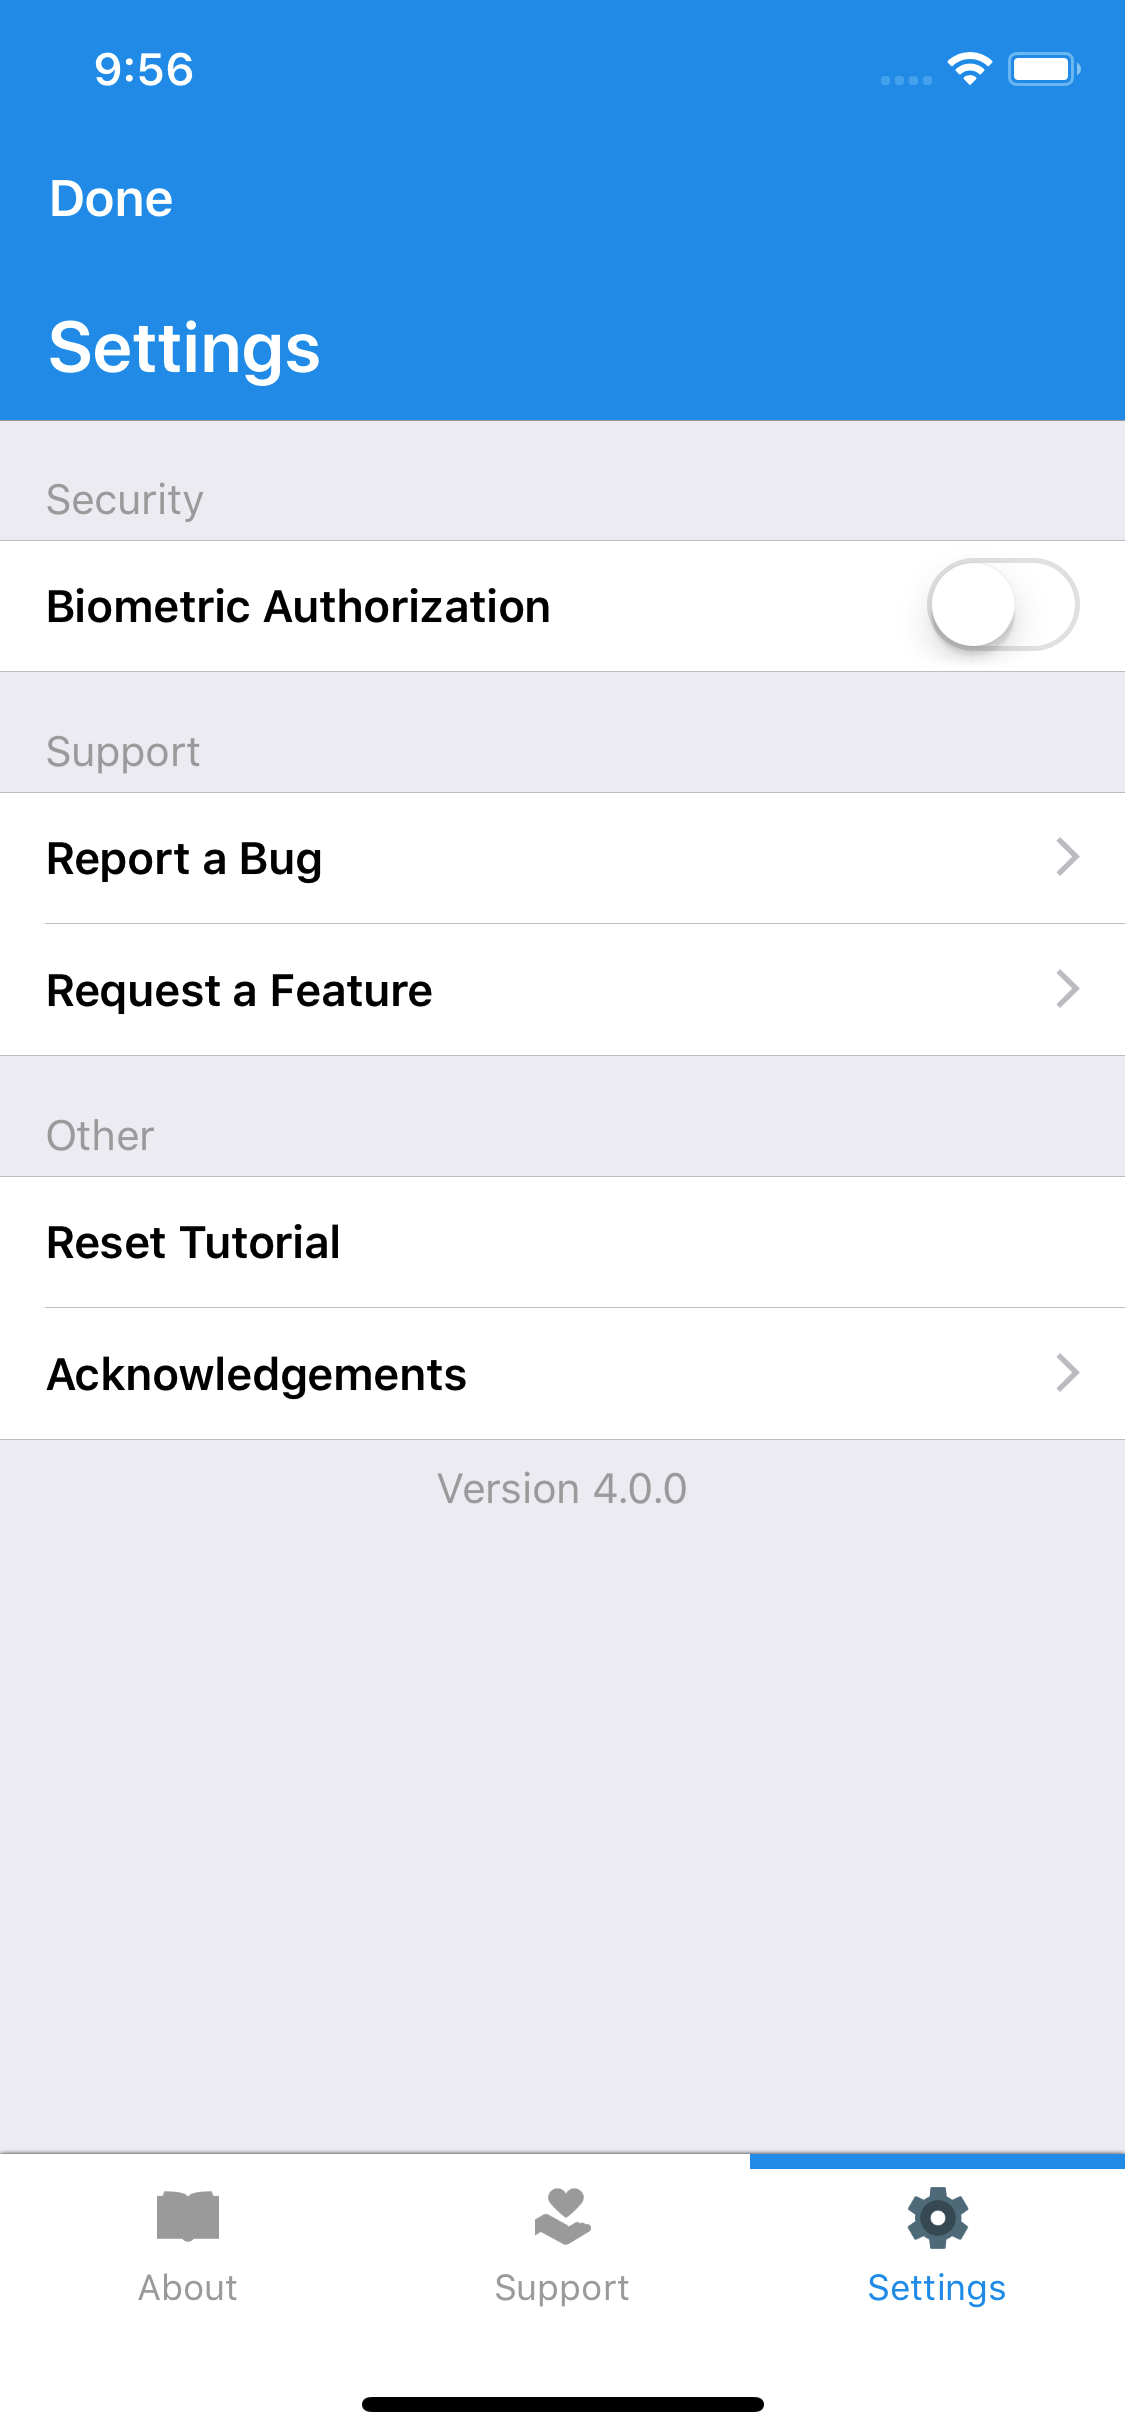 9:56
Done
Settings
Security
Biometric Authorization
Support
Report a Bug
Request a Feature
Other
Reset Tutorial
Acknowledgements
Version 4.0.0
About
Support
Settings